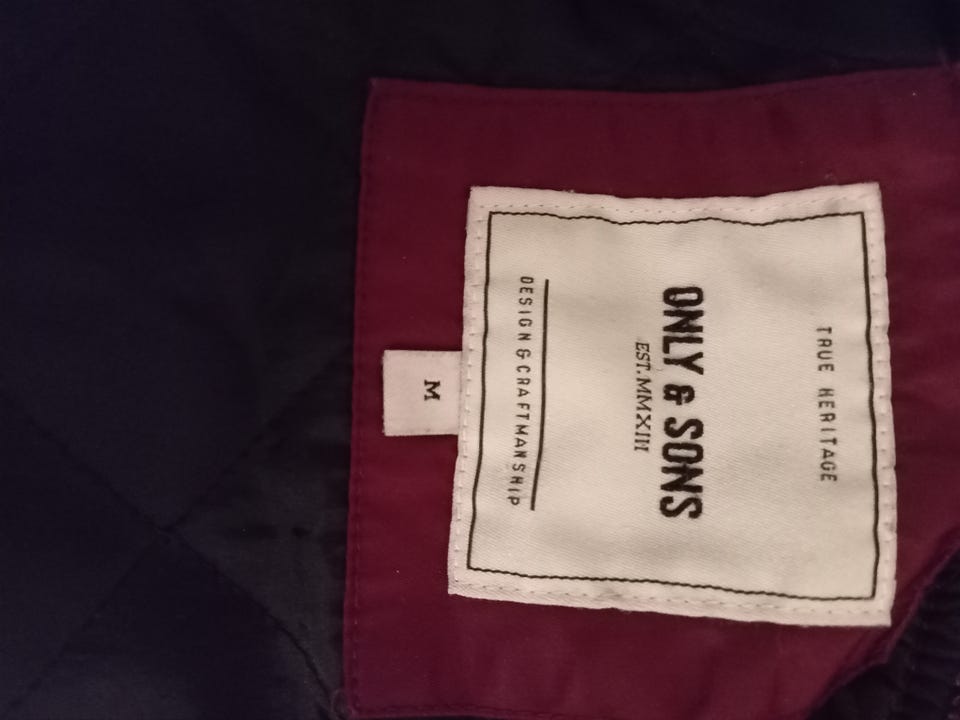 TRUE HERITAGE
ONLY & SONS
EST. MMXIII
DESIGN & CRAFTMANSHIP
M